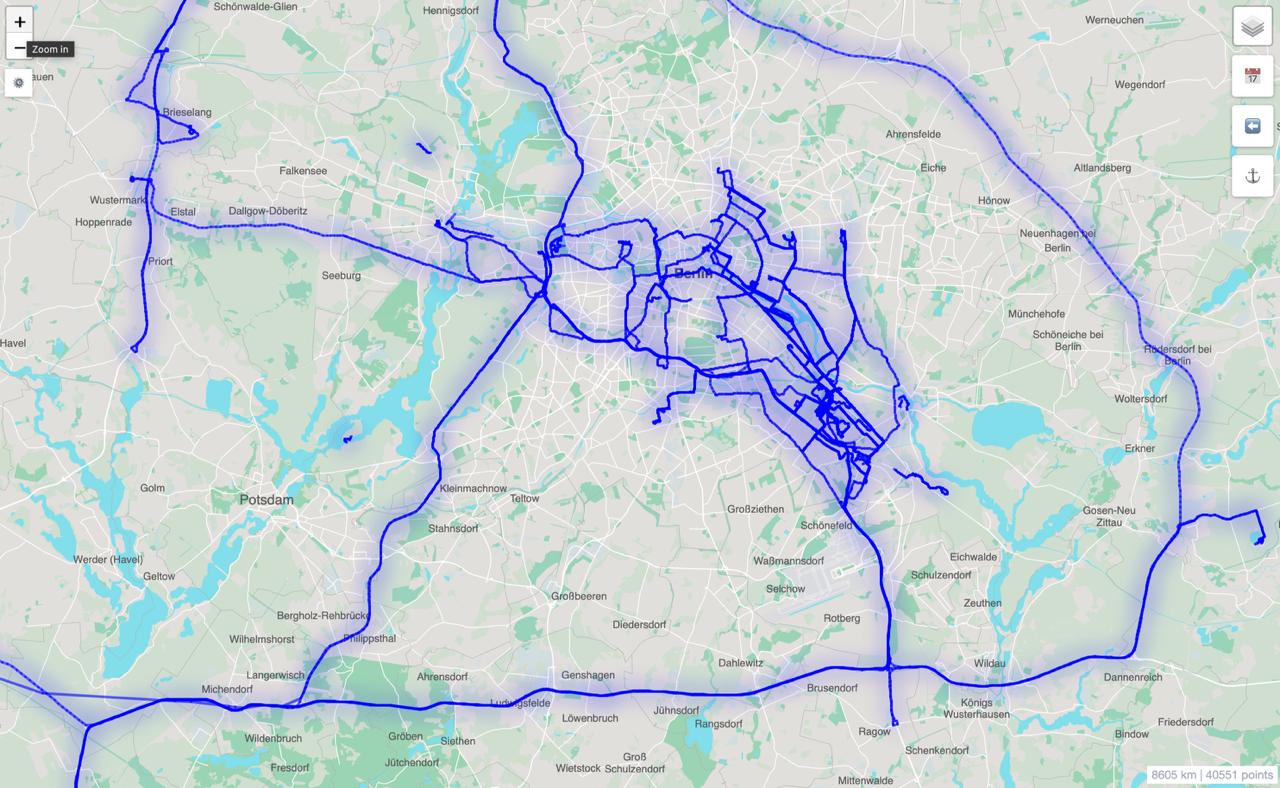 Schönwalde-Glien
Hennigsdorf
Werneuchen
+
−
Zoom in
auen
17
Wegendorf
Brieselang
Ahrensfelde
Eiche
Altlandsberg
Falkensee
Wustermark
Elstal
Dallgow-Döberitz
Hönow
Hoppenrade
Neuenhagen bei
Berlin
Priort
Seeburg
Berlin
Münchehofe
Schöneiche bei
Berlin
Havel
Rüdersdorf bei
Berlin
Woltersdorf
Erkner
Golm
Potsdam
Kleinmachnow
Teltow
Stahnsdorf
Großziethen
Schönefeld
Gosen-Neu
Zittau
Werder (Havel)
Geltow
Waßmannsdorf
Eichwalde
Selchow
Schulzendorf
Großbeeren
Zeuthen
Bergholz-Rehbrücke
Diedersdorf
Rotberg
Wilhelmshorst
Philippsthal
Langerwisch
Ahrensdorf
Genshagen
Dahlewitz
Wildau
Michendorf
Brusendorf
Dannenreich
Ludwigsfelde
Löwenbruch
Jühnsdorf
Rangsdorf
Königs
Wusterhausen
Friedersdorf
Wildenbruch
Gröben
Siethen
Ragow
Bindow
Fresdorf
Jütchendorf
Groß
Schulzendorf
Wietstock
Schenkendorf
Mittenwalde
8605 km | 40551 points